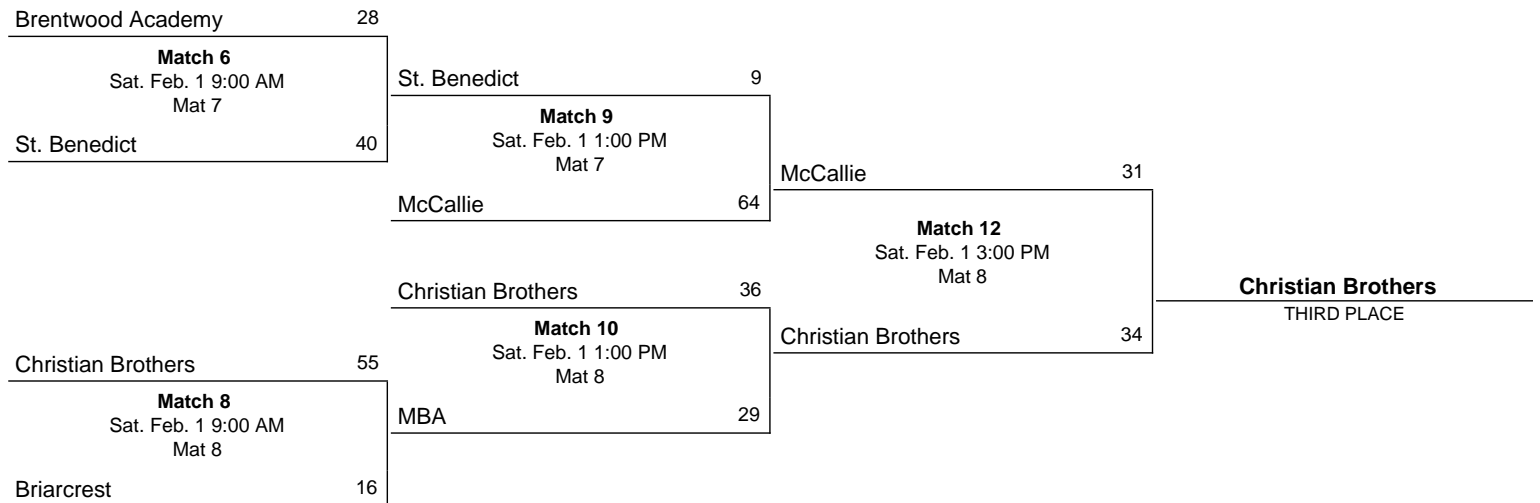 Brentwood Academy 28
Match 6
Sat. Feb. 1 9:00 AM
Mat 7
St. Benedict 40
St. Benedict 9
Match 9
Sat. Feb. 1 1:00 PM
Mat 7
McCallie 64
McCallie 31
Match 12
Sat. Feb. 1 3:00 PM
Mat 8
Christian Brothers 34
Christian Brothers
THIRD PLACE
Christian Brothers 36
Match 10
Sat. Feb. 1 1:00 PM
Mat 8
MBA 29
Christian Brothers 55
Match 8
Sat. Feb. 1 9:00 AM
Mat 8
Briarcrest 16